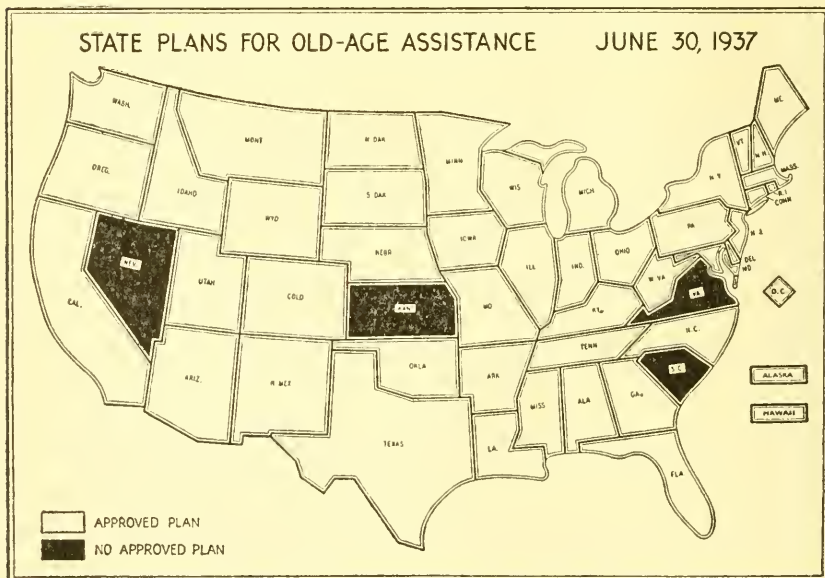 STATE PLANS FOR OLD-AGE ASSISTANCE JUNE 30, 1937
WASH.
MONT.
N. DAK
MINN
ME.
OREG.
IDAHO
S. DAK
WIS
MICH
N Y
VT.
N.H.
MASS.
R. I
CONN
WYO
IOWA
PA
N J
NEV.
NEBR
ILL
IND.
OHIO
DEL
MD
UTAH
COLO
KAN
MO
W. VA
VA.
D.C.
CAL.
KY.
N.C.
TENN
ARIZ.
N. MEX
OKLA
ARK
S.C.
ALASKA
MISS
ALA
GA.
HAWAII
TEXAS
LA.
FLA
APPROVED PLAN
NO APPROVED PLAN